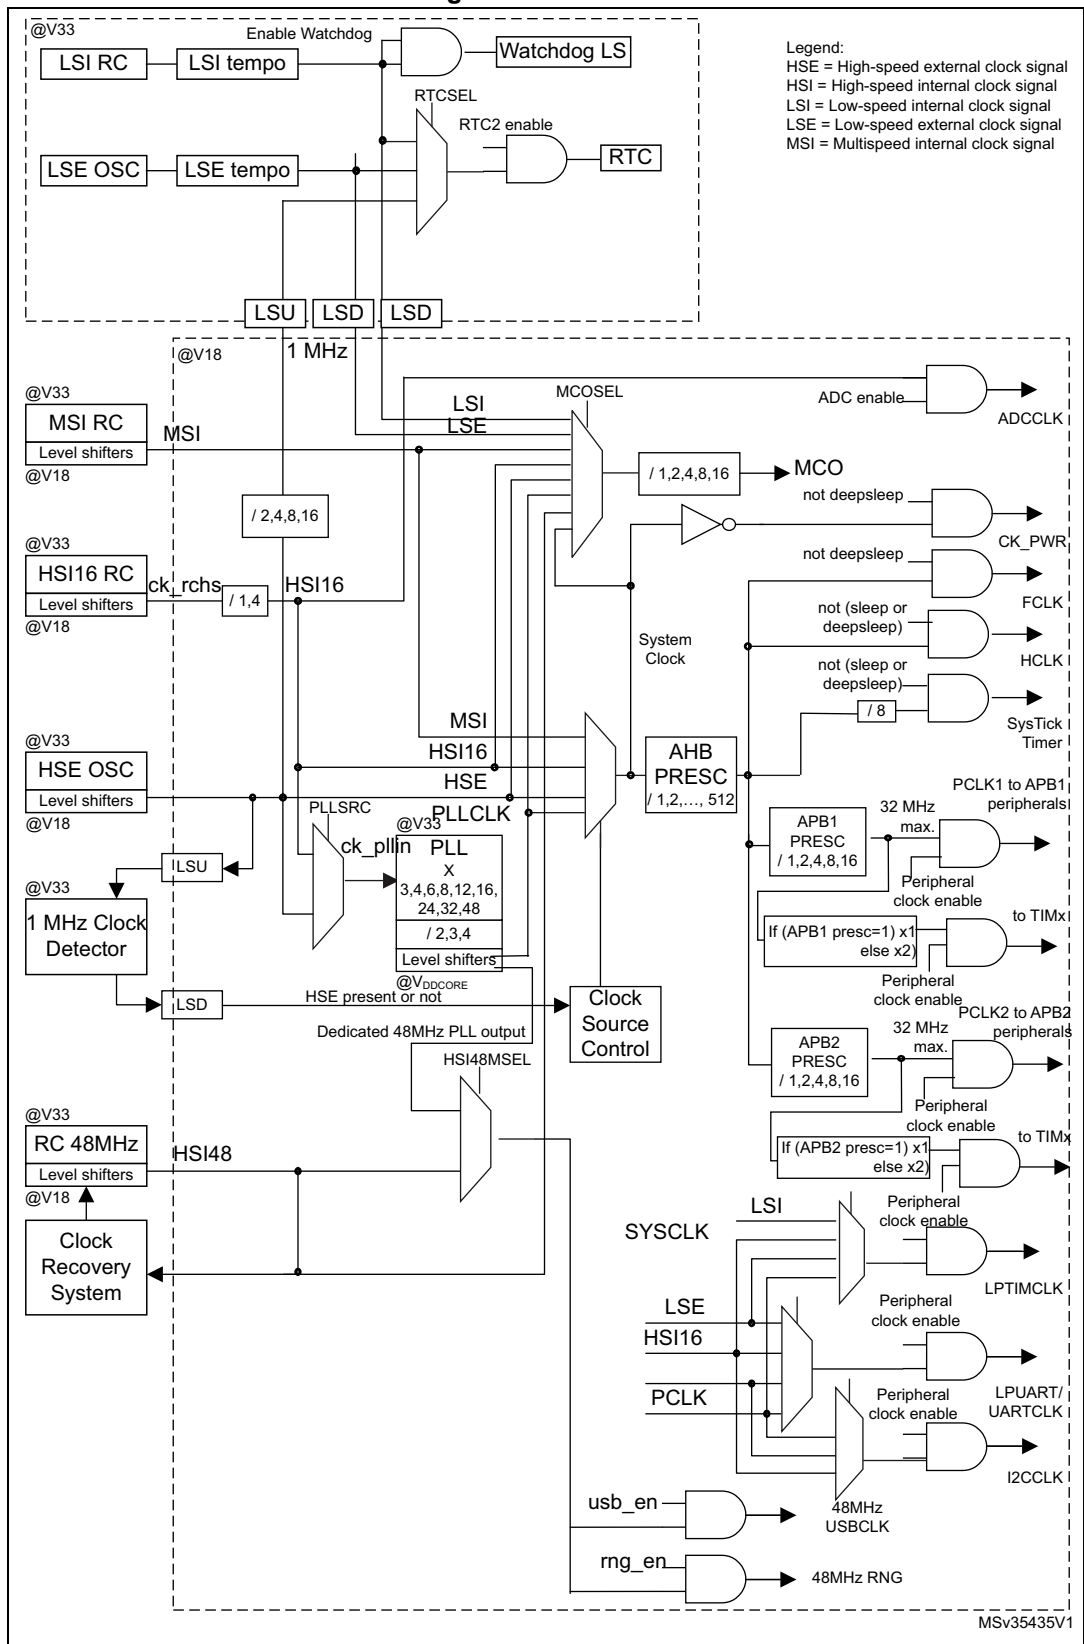 @V33
Enable Watchdog
LSI RC
LSI tempo
Watchdog LS
Legend:
HSE = High-speed external clock signal
HSI = High-speed internal clock signal
LSI = Low-speed internal clock signal
LSE = Low-speed external clock signal
MSI = Multispeed internal clock signal
RTCSEL
RTC2 enable
LSE OSC
LSE tempo
RTC
LSU
LSD
LSD
@V18
1 MHz
@V33
MSI RC
Level shifters
@V18
MSI
LSI
LSE
MCOSEL
ADC enable
ADCCLK
/ 1,2,4,8,16
MCO
/ 2,4,8,16
not deepsleep
CK_PWR
@V33
HSI16 RC
Level shifters
@V18
ck_rchs
/ 1,4
HSI16
not deepsleep
FCLK
System
Clock
not (sleep or
deepsleep)
HCLK
not (sleep or
deepsleep)
/ 8
SysTick
Timer
@V33
HSE OSC
Level shifters
@V18
MSI
HSI16
HSE
PLLCLK
AHB
PRESC
/ 1,2,..., 512
PLLSRC
ck_pllin
@V33
PLL
X
3,4,6,8,12,16,
24,32,48
/ 2,3,4
Level shifters
@VDDCORE
PCLK1 to APB1
peripherals
32 MHz
max.
APB1
PRESC
/ 1,2,4,8,16
Peripheral
clock enable
LSU
@V33
1 MHz Clock
Detector
to TIMx
If (APB1 presc=1) x1
else x2)
Peripheral
clock enable
LSD
HSE present or not
Clock
Source
Control
Dedicated 48MHz PLL output
HSI48MSEL
PCLK2 to APB2
peripherals
32 MHz
max.
APB2
PRESC
/ 1,2,4,8,16
Peripheral
clock enable
@V33
RC 48MHz
Level shifters
@V18
HSI48
to TIMx
If (APB2 presc=1) x1
else x2)
Peripheral
clock enable
Clock
Recovery
System
LSI
SYSCLK
LPTIMCLK
LSE
HSI16
PCLK
Peripheral
clock enable
LPUART/
UARTCLK
Peripheral
clock enable
I2CCLK
usb_en
48MHz
USBCLK
rng_en
48MHz RNG
MSv35435V1